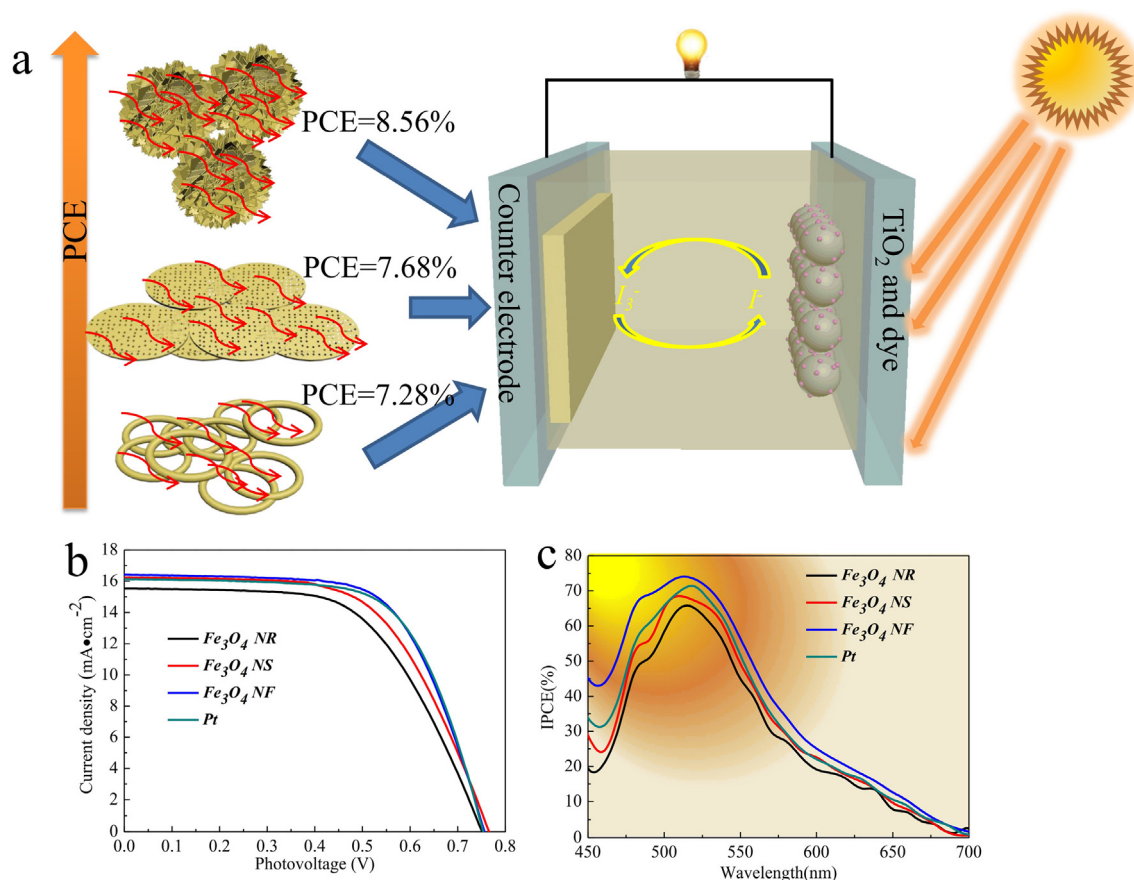 a
PCE
PCE=8.56%
PCE=7.68%
PCE=7.28%
Counter electrode
I₃⁻
I⁻
TiO₂ and dye
b
Current density (mA•cm⁻²)
18
16
14
12
10
8
6
4
2
0
0.0 0.1 0.2 0.3 0.4 0.5 0.6 0.7 0.8
Photovoltage (V)
Fe₃O₄ NR
Fe₃O₄ NS
Fe₃O₄ NF
Pt
c
IPCE(%)
80
70
60
50
40
30
20
10
0
450 500 550 600 650 700
Wavelength(nm)
Fe₃O₄ NR
Fe₃O₄ NS
Fe₃O₄ NF
Pt